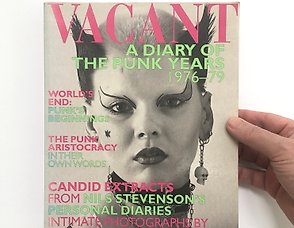 VACANT
A DIARY OF
THE PUNK YEARS
1976–79
WORLD'S
END:
PUNK'S
BEGINNINGS
THE PUNK
ARISTOCRACY
IN THEIR
OWN WORDS
CANDID EXTRACTS
FROM NILS STEVENSON'S
PERSONAL DIARIES
INTIMATE PHOTOGRAPHS BY